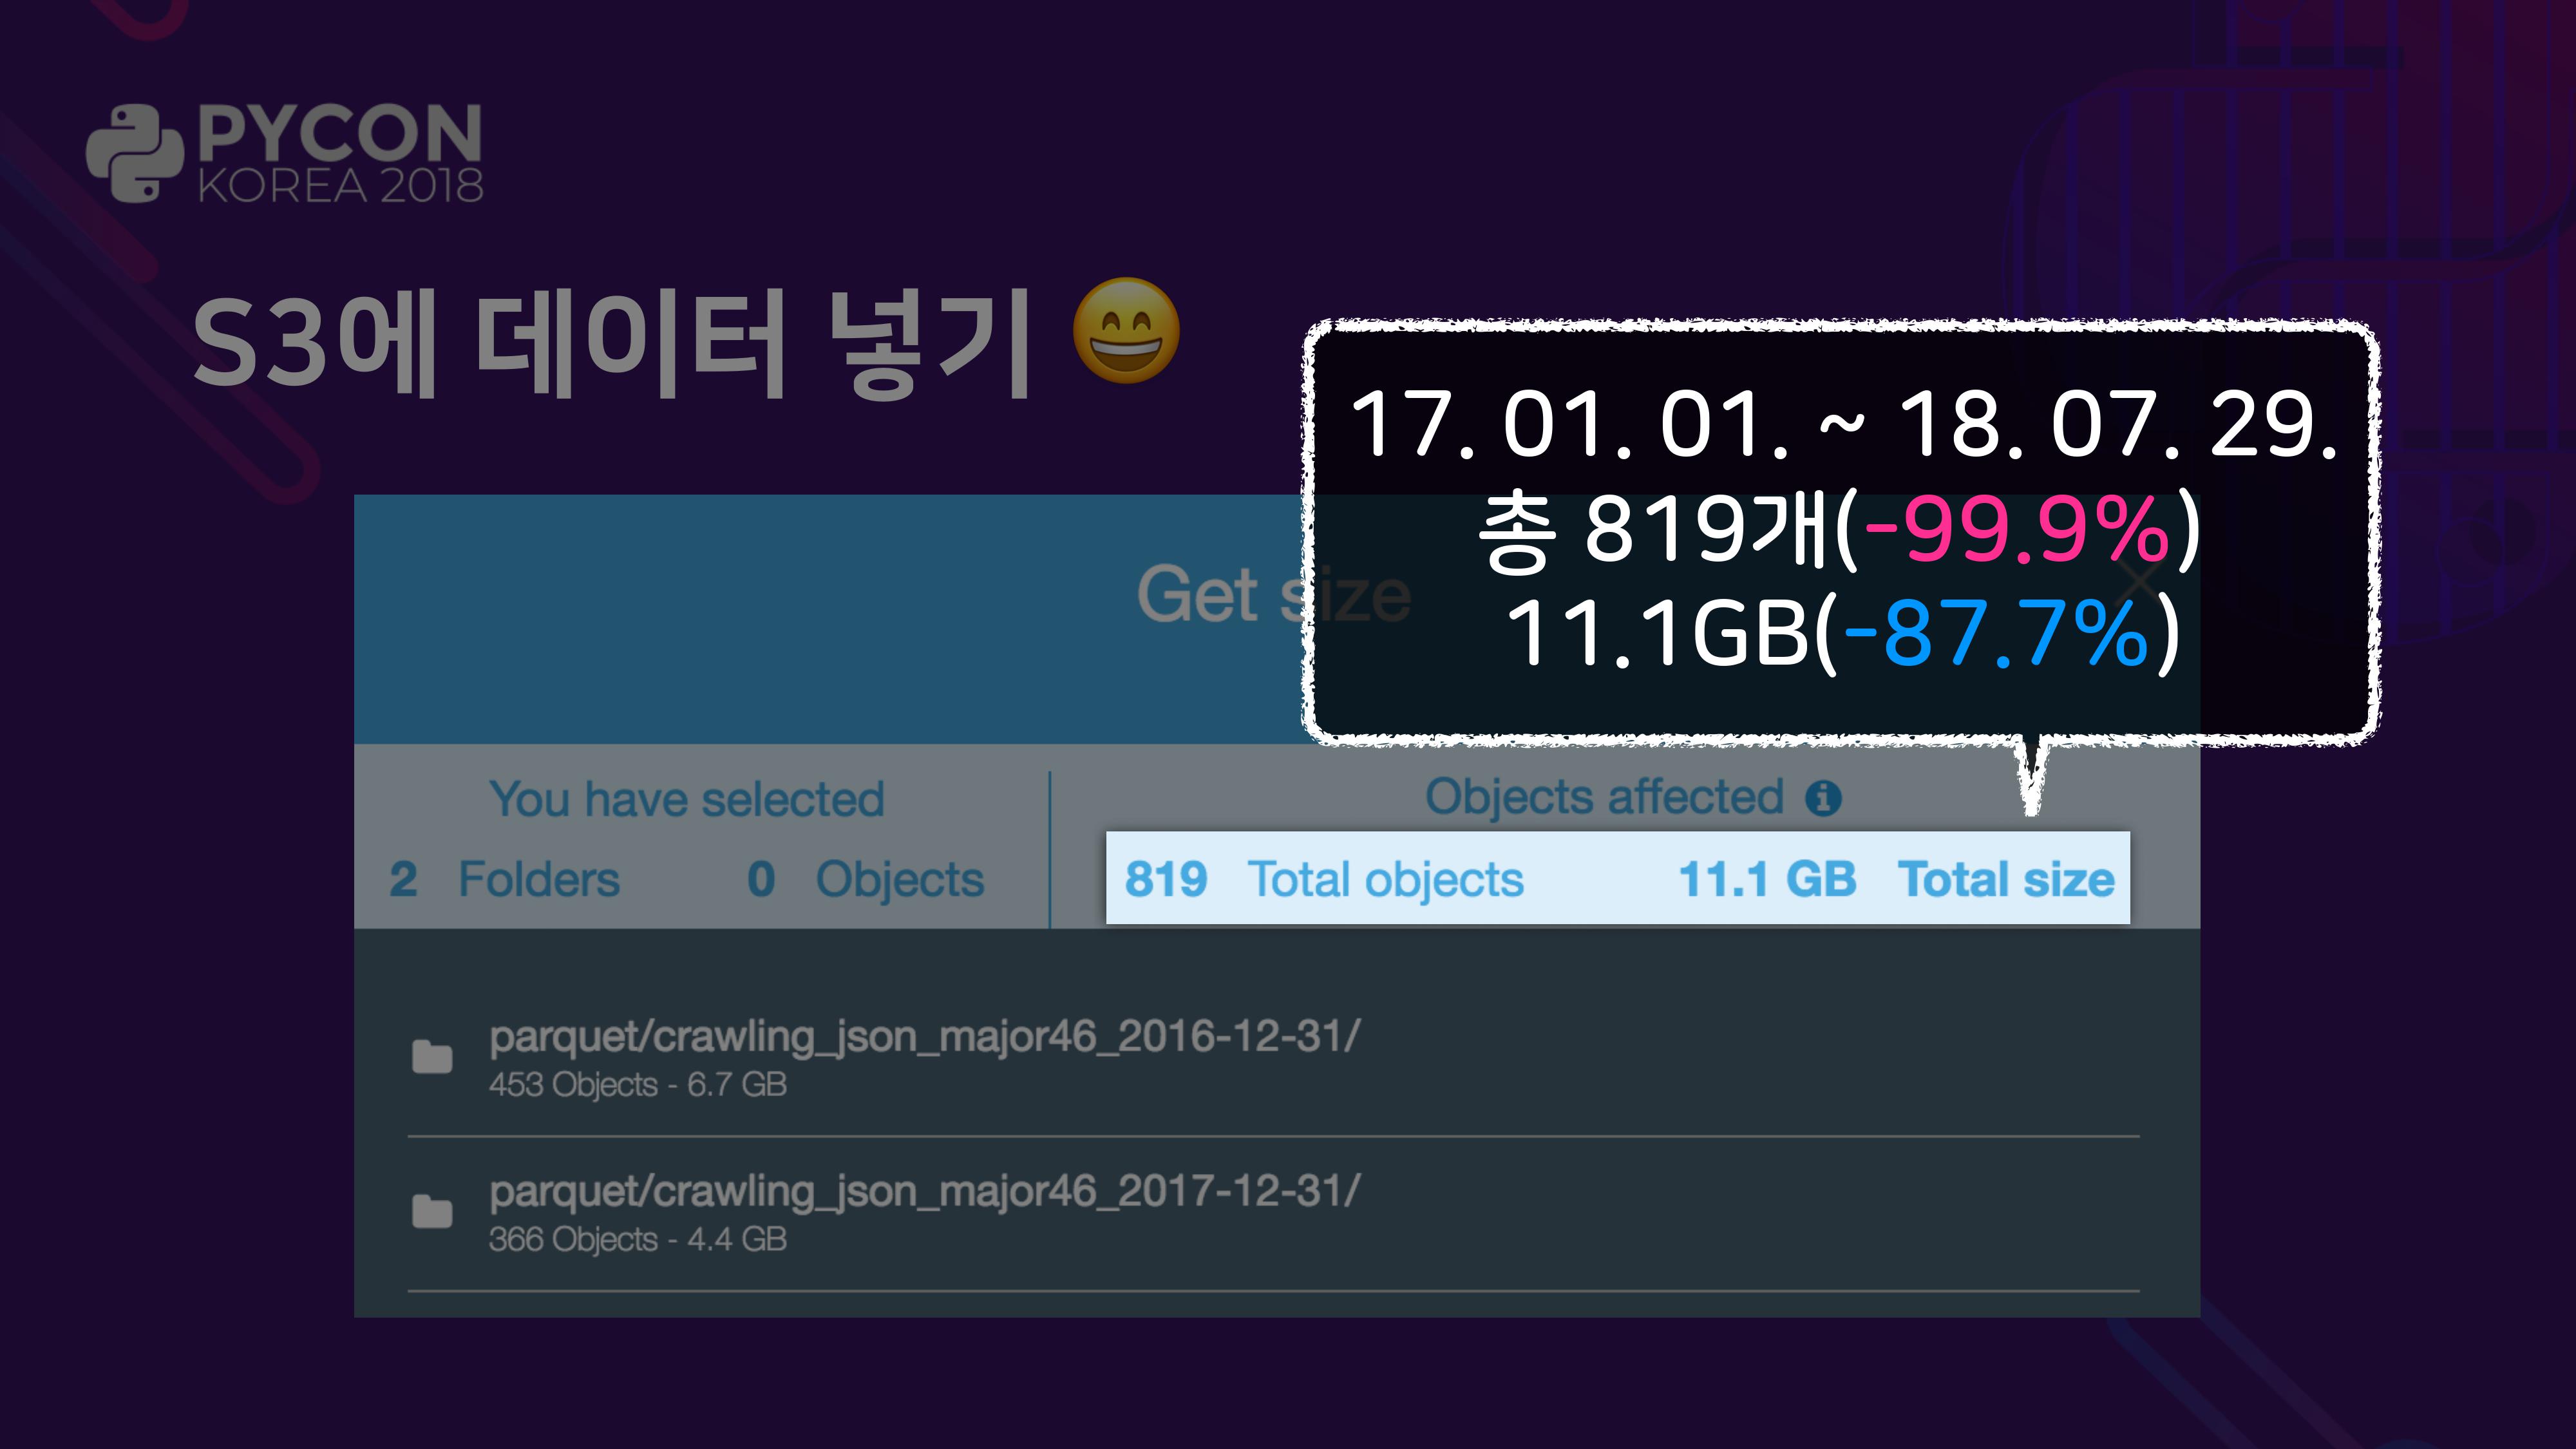 PYCON
KOREA 2018
S3에 데이터 넣기 😄
17. 01. 01. ~ 18. 07. 29.
총 819개(-99.9%)
11.1GB(-87.7%)
Get size
You have selected
Objects affected
2 Folders 0 Objects
819 Total objects 11.1 GB Total size
parquet/crawling_json_major46_2016-12-31/
453 Objects - 6.7 GB
parquet/crawling_json_major46_2017-12-31/
366 Objects - 4.4 GB